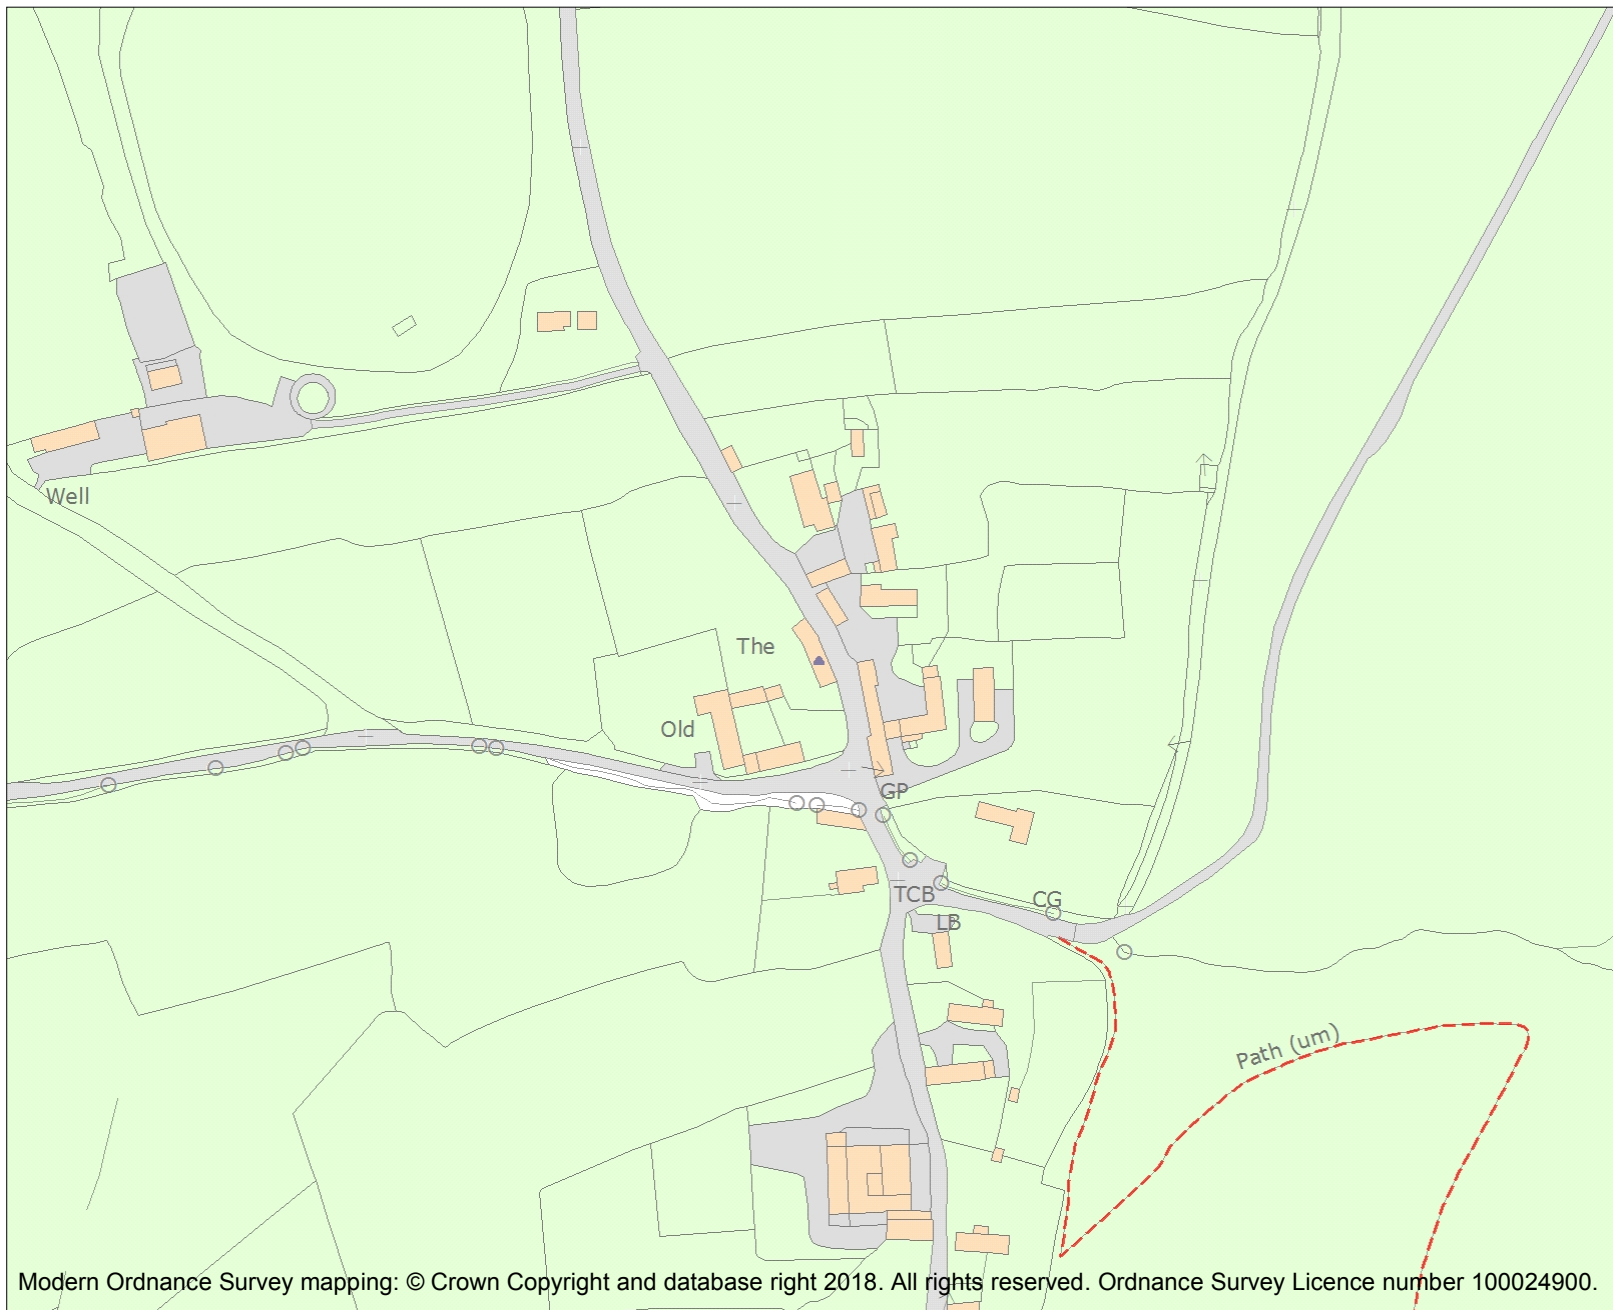 Well
The
Old
GP
TCB
CG
LB
Path (um)
Modern Ordnance Survey mapping: © Crown Copyright and database right 2018. All rights reserved. Ordnance Survey Licence number 100024900.